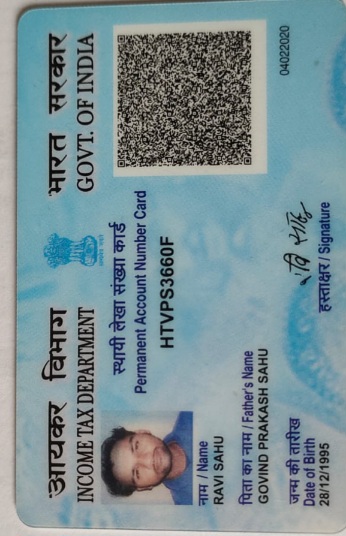 आयकर विभाग
INCOME TAX DEPARTMENT
भारत सरकार
GOVT. OF INDIA
स्थायी लेखा संख्या कार्ड
Permanent Account Number Card
HTVPS3660F
नाम / Name
RAVI SAHU
पिता का नाम / Father's Name
GOVIND PRAKASH SAHU
जन्म की तारीख
Date of Birth
28/12/1995
रवि साहू
हस्ताक्षर / Signature
04022020